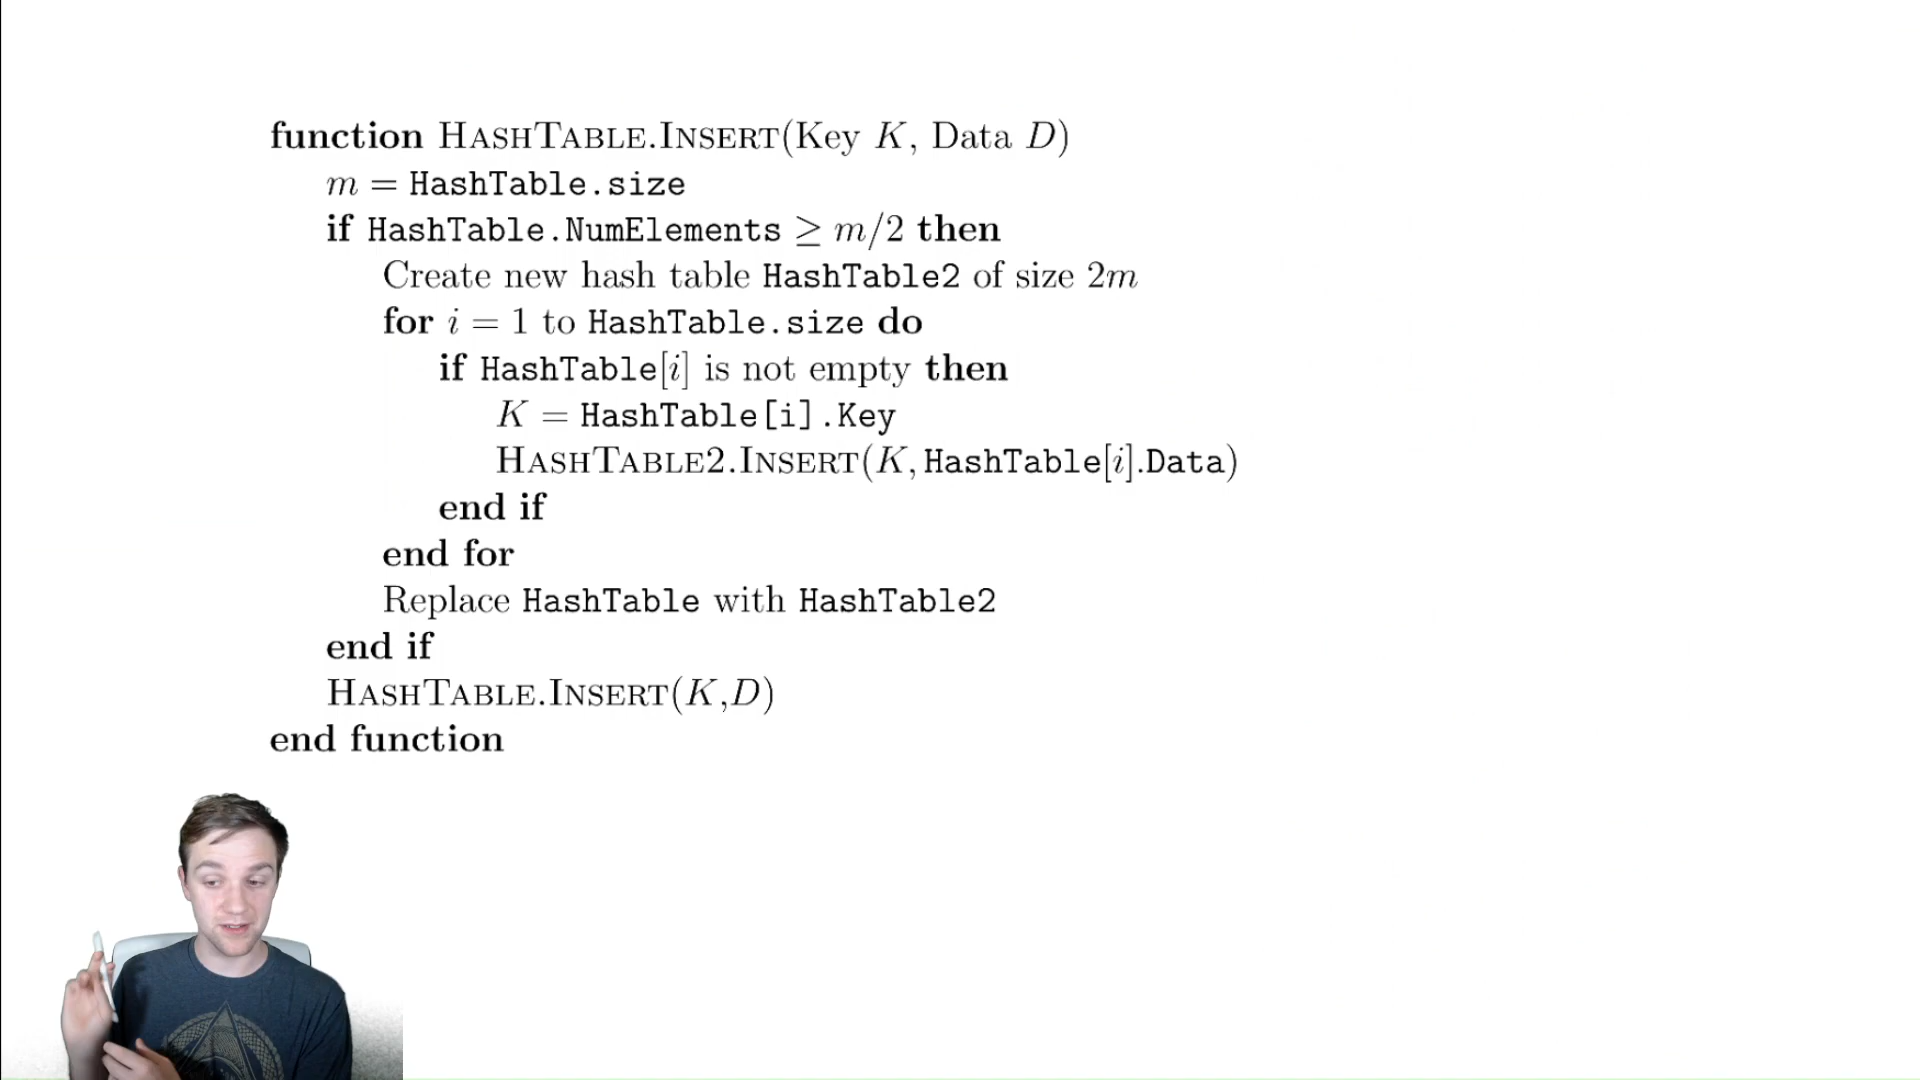 function HASHTABLE.INSERT(Key K, Data D)
m = HashTable.size
if HashTable.NumElements ≥ m/2 then
Create new hash table HashTable2 of size 2m
for i = 1 to HashTable.size do
if HashTable[i] is not empty then
K = HashTable[i].Key
HASHTABLE2.INSERT(K, HashTable[i].Data)
end if
end for
Replace HashTable with HashTable2
end if
HASHTABLE.INSERT(K,D)
end function